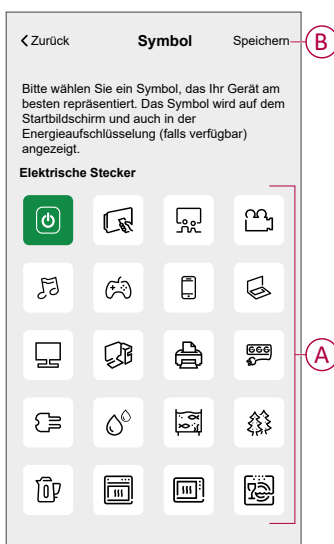 Zurück Symbol Speichern B
Bitte wählen Sie ein Symbol, das Ihr Gerät am
besten repräsentiert. Das Symbol wird auf dem
Startbildschirm und auch in der
Energieaufschlüsselung (falls verfügbar)
angezeigt.
Elektrische Stecker
A